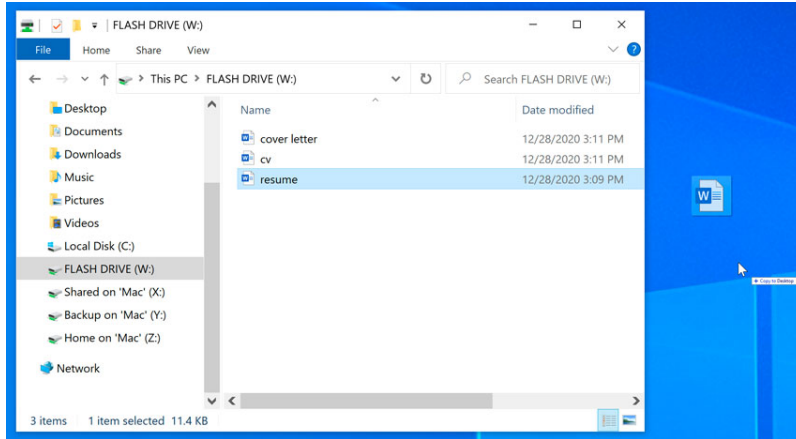 FLASH DRIVE (W:)
File Home Share View
This PC > FLASH DRIVE (W:) Search FLASH DRIVE (W:)
Name Date modified
Desktop
Documents
Downloads
Music
Pictures
Videos
Local Disk (C:)
FLASH DRIVE (W:)
Shared on 'Mac' (X:)
Backup on 'Mac' (Y:)
Home on 'Mac' (Z:)
Network
cover letter 12/28/2020 3:11 PM
cv 12/28/2020 3:11 PM
resume 12/28/2020 3:09 PM
W
Copy to Desktop
3 items 1 item selected 11.4 KB